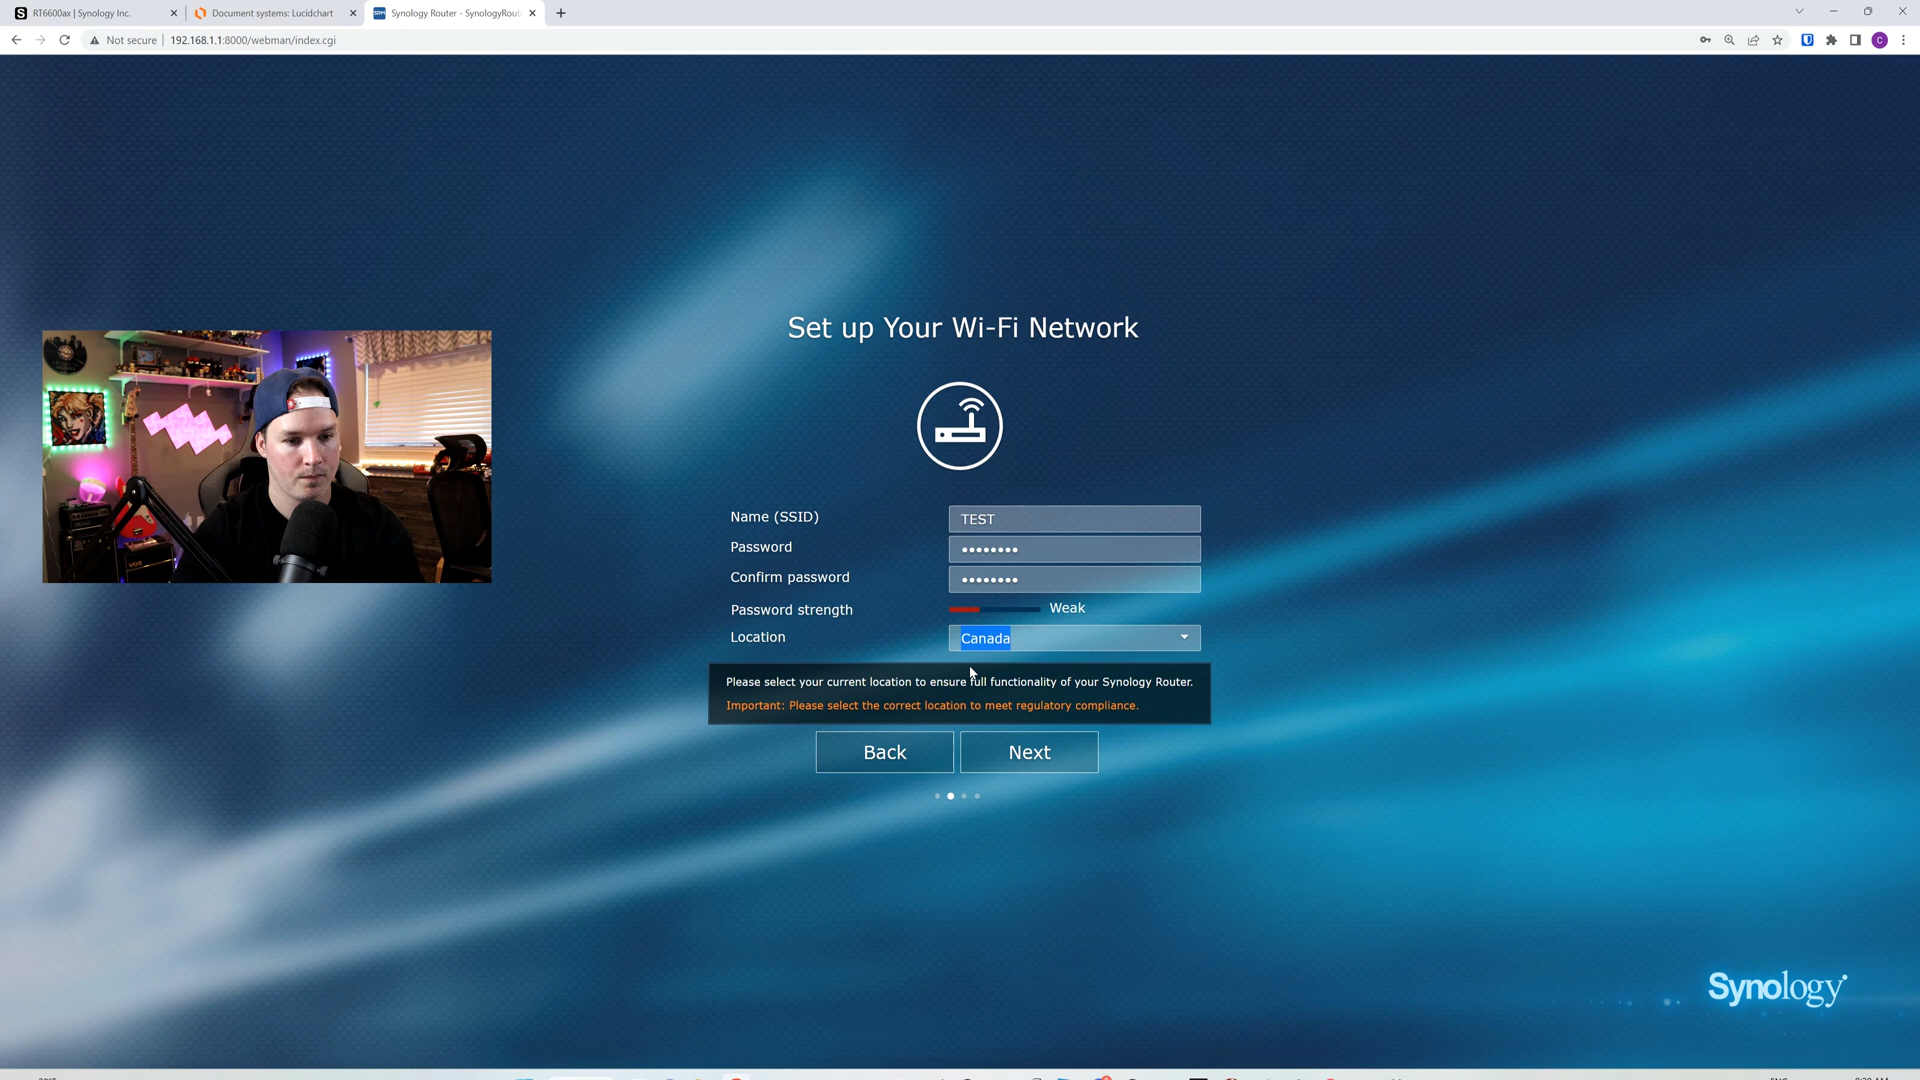 RT6600ax | Synology Inc.
Document systems: Lucidchart
Synology Router - SynologyRout
Not secure
192.168.1.1:8000/webman/index.cgi
C
Set up Your Wi-Fi Network
Name (SSID)
TEST
Password
••••••••
Confirm password
••••••••
Password strength
Weak
Location
Canada
Please select your current location to ensure full functionality of your Synology Router.
Important: Please select the correct location to meet regulatory compliance.
Back
Next
VOX
Synology